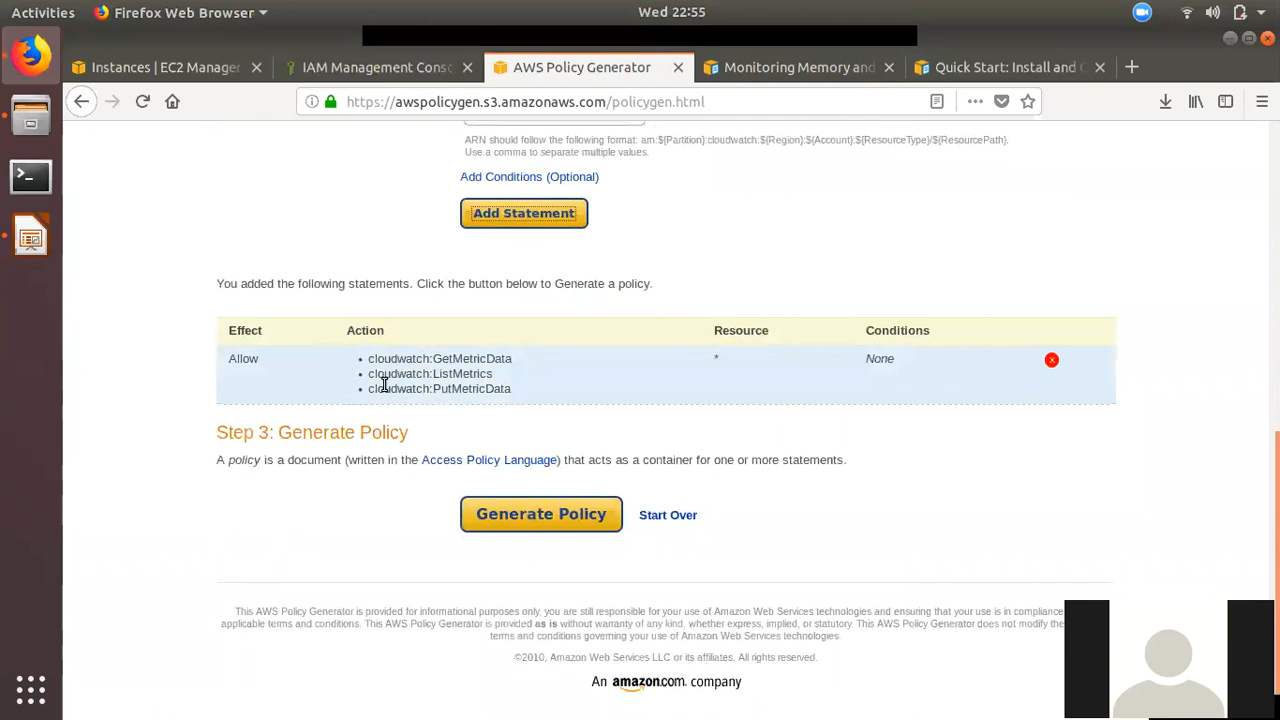 Activities
Firefox Web Browser
Wed 22:55
Instances | EC2 Manage
IAM Management Cons
AWS Policy Generator
Monitoring Memory and
Quick Start: Install and C
https://awspolicygen.s3.amazonaws.com/policygen.html
ARN should follow the following format: arn:${Partition}:cloudwatch:${Region}:${Account}:${ResourceType}/${ResourcePath}.
Use a comma to separate multiple values.
Add Conditions (Optional)
Add Statement
You added the following statements. Click the button below to Generate a policy.
Effect Action Resource Conditions
Allow • cloudwatch:GetMetricData * None x
• cloudwatch:ListMetrics
• cloudwatch:PutMetricData
Step 3: Generate Policy
A policy is a document (written in the Access Policy Language) that acts as a container for one or more statements.
Generate Policy Start Over
This AWS Policy Generator is provided for informational purposes only, you are still responsible for your use of Amazon Web Services technologies and ensuring that your use is in compliance
applicable terms and conditions. This AWS Policy Generator is provided as is without warranty of any kind, whether express, implied, or statutory. This AWS Policy Generator does not modify the
terms and conditions governing your use of Amazon Web Services technologies.
©2010, Amazon Web Services LLC or its affiliates. All rights reserved.
An amazon.com company